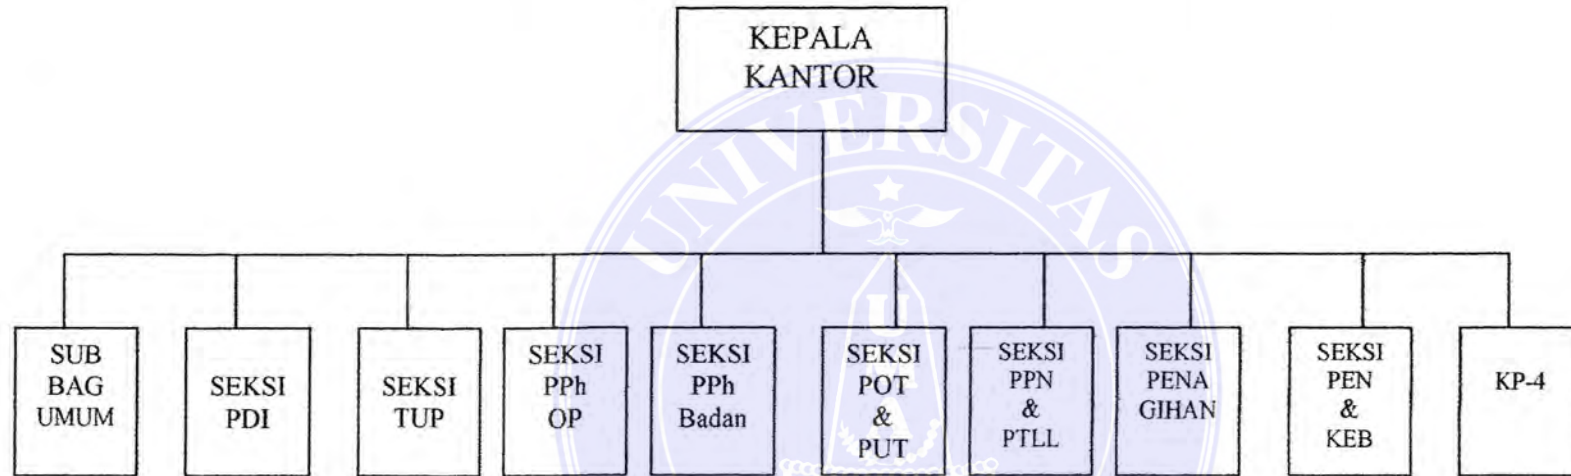 KEPALA
KANTOR
UNIVERSITAS
U
M
A
SUB
BAG
UMUM
SEKSI
PDI
SEKSI
TUP
SEKSI
PPh
OP
SEKSI
PPh
Badan
SEKSI
POT
&
PUT
SEKSI
PPN
&
PTLL
SEKSI
PENA
GIHAN
SEKSI
PEN
&
KEB
KP-4